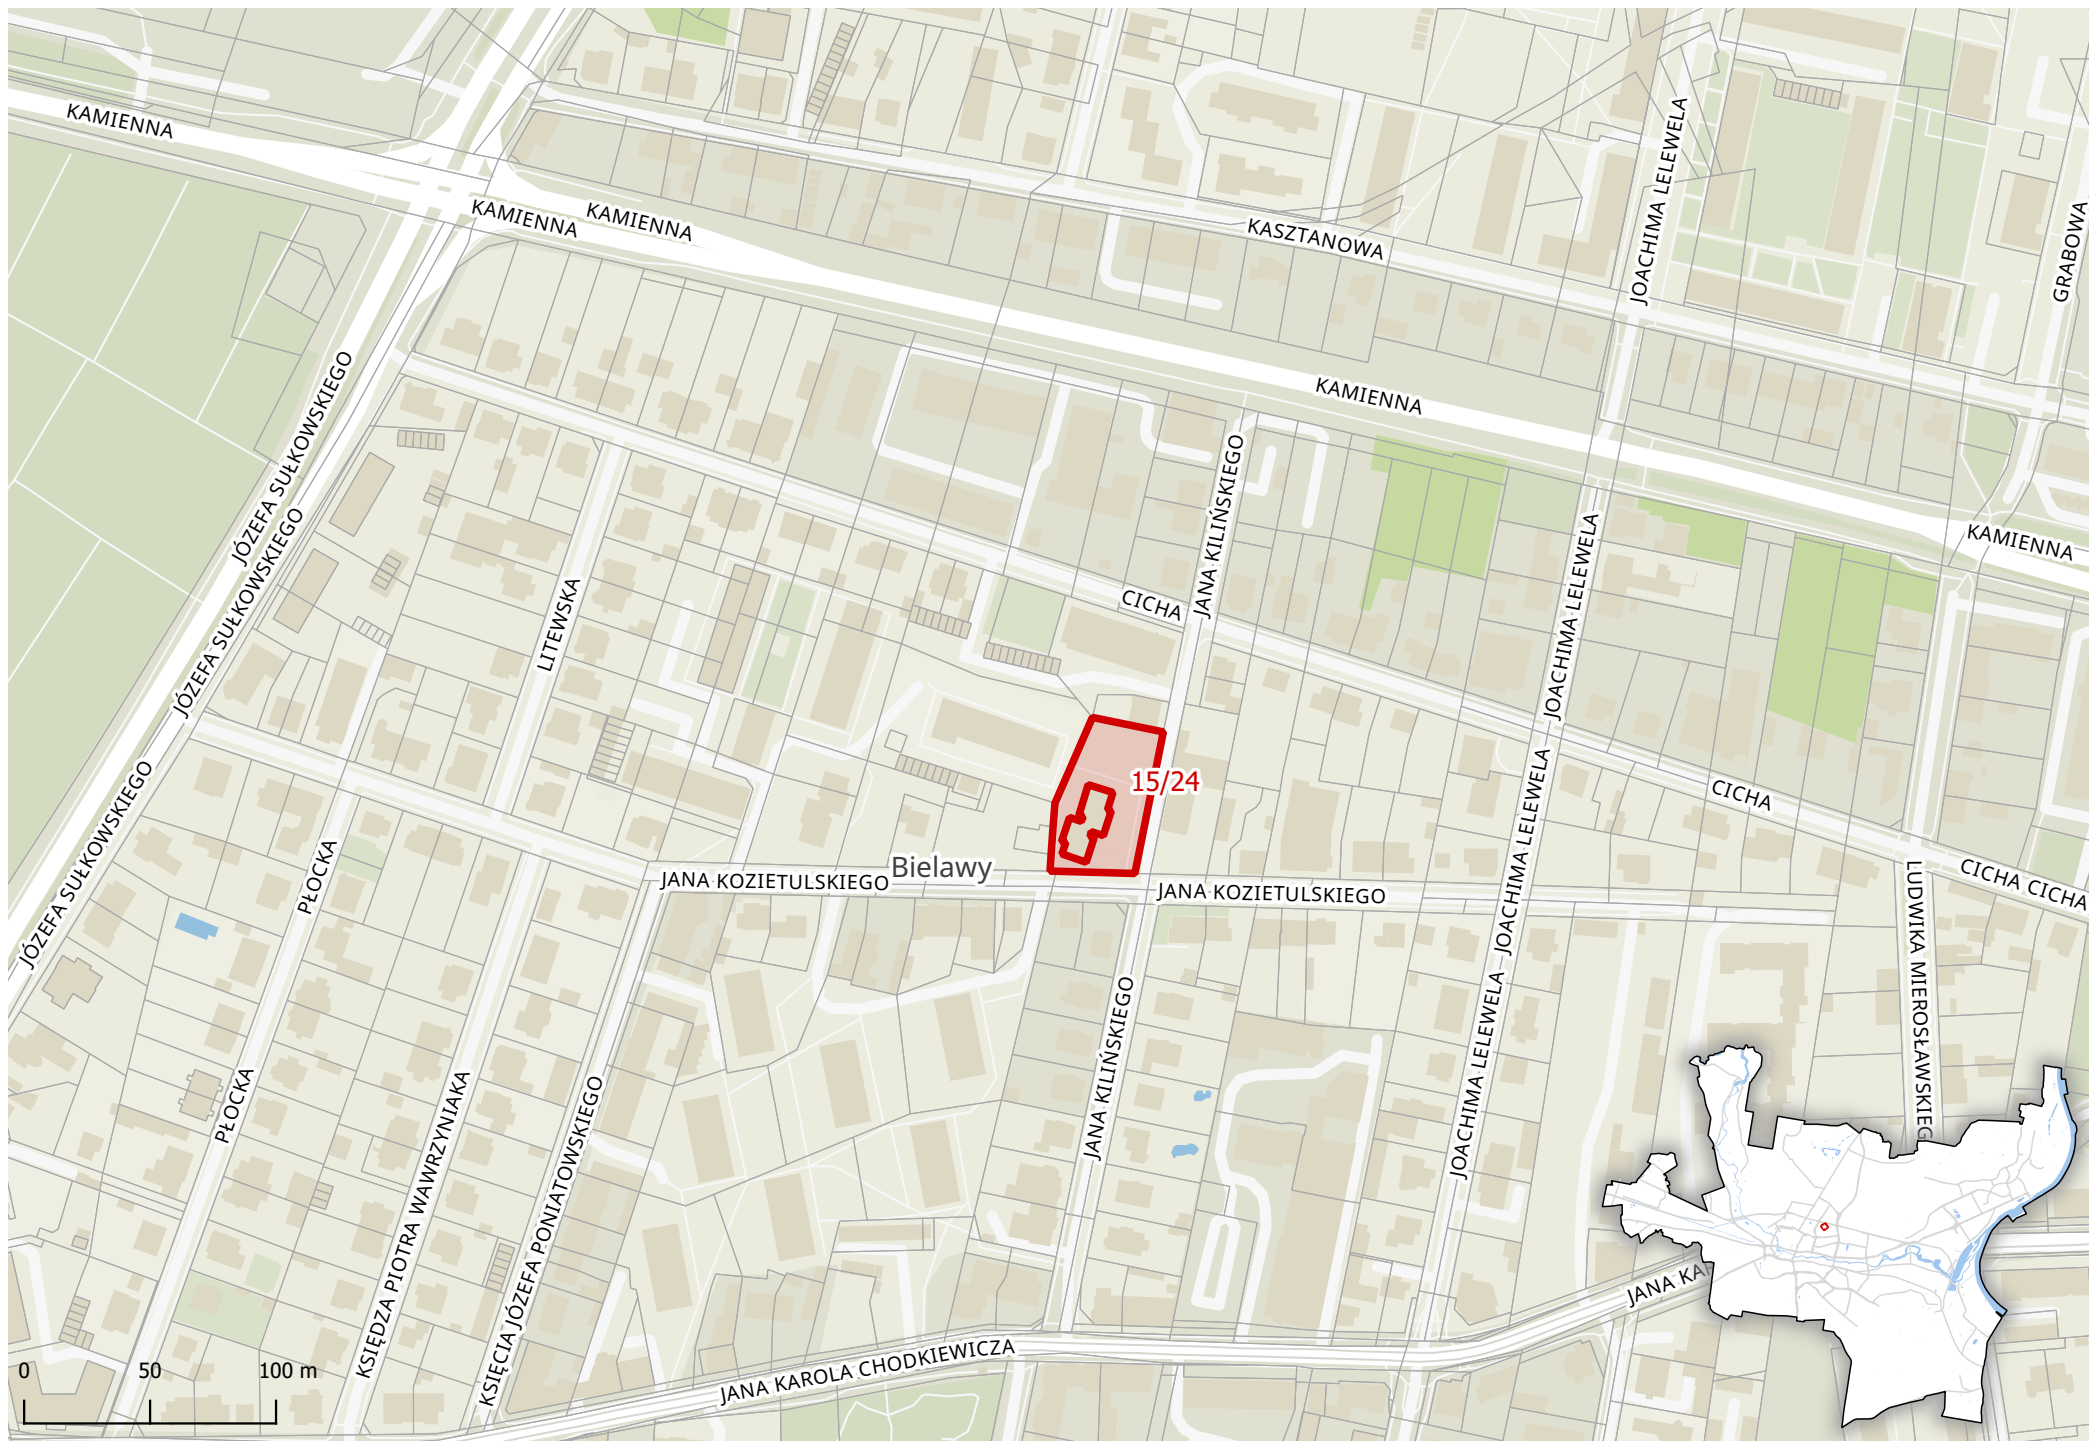 KAMIENNA
KAMIENNA
KAMIENNA
KASZTANOWA
JOACHIMA LELEWELA
GRABOWA
KAMIENNA
KAMIENNA
JÓZEFA SUŁKOWSKIEGO
JÓZEFA SUŁKOWSKIEGO
JANA KILIŃSKIEGO
CICHA
LITEWSKA
JOACHIMA LELEWELA
15/24
CICHA
JÓZEFA SUŁKOWSKIEGO
PŁOCKA
JOACHIMA LELEWELA
Bielawy
JANA KOZIETULSKIEGO
JANA KOZIETULSKIEGO
CICHA CICHA
LUDWIKA MIEROSŁAWSKIEG
JOACHIMA LELEWELA
JANA KILIŃSKIEGO
PŁOCKA
KSIĘDZA PIOTRA WAWRZYNIAKA
KSIĘCIA JÓZEFA PONIATOWSKIEGO
JANA KAROLA CHODKIEWICZA
JANA KA
0 50 100 m